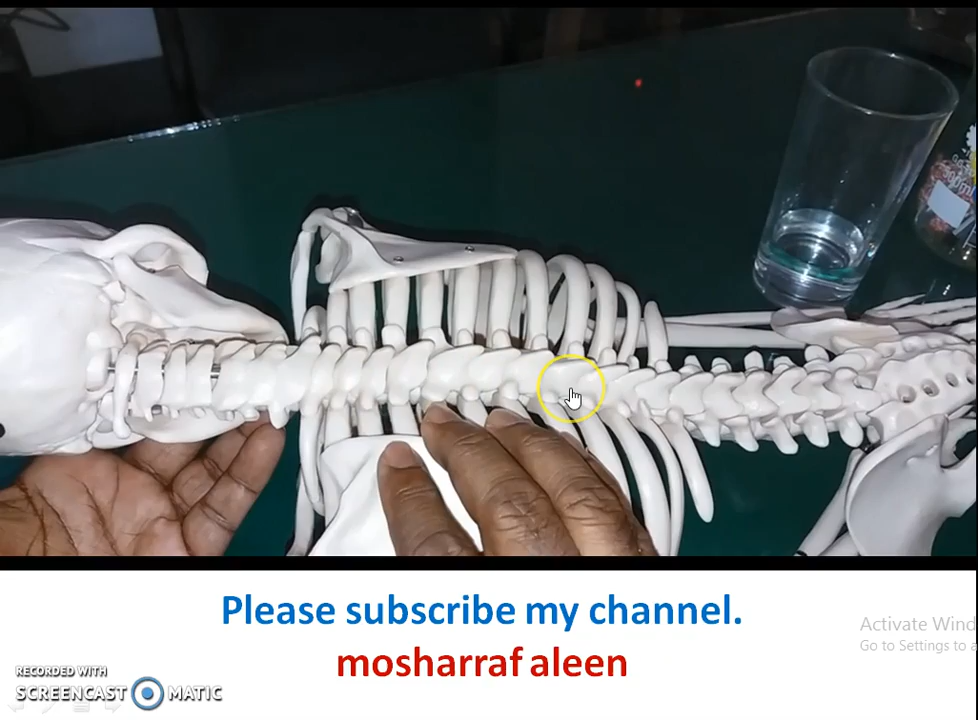 Please subscribe my channel.
mosharraf aleen
Activate Wind
Go to Settings to a
RECORDED WITH
SCREENCAST MATIC